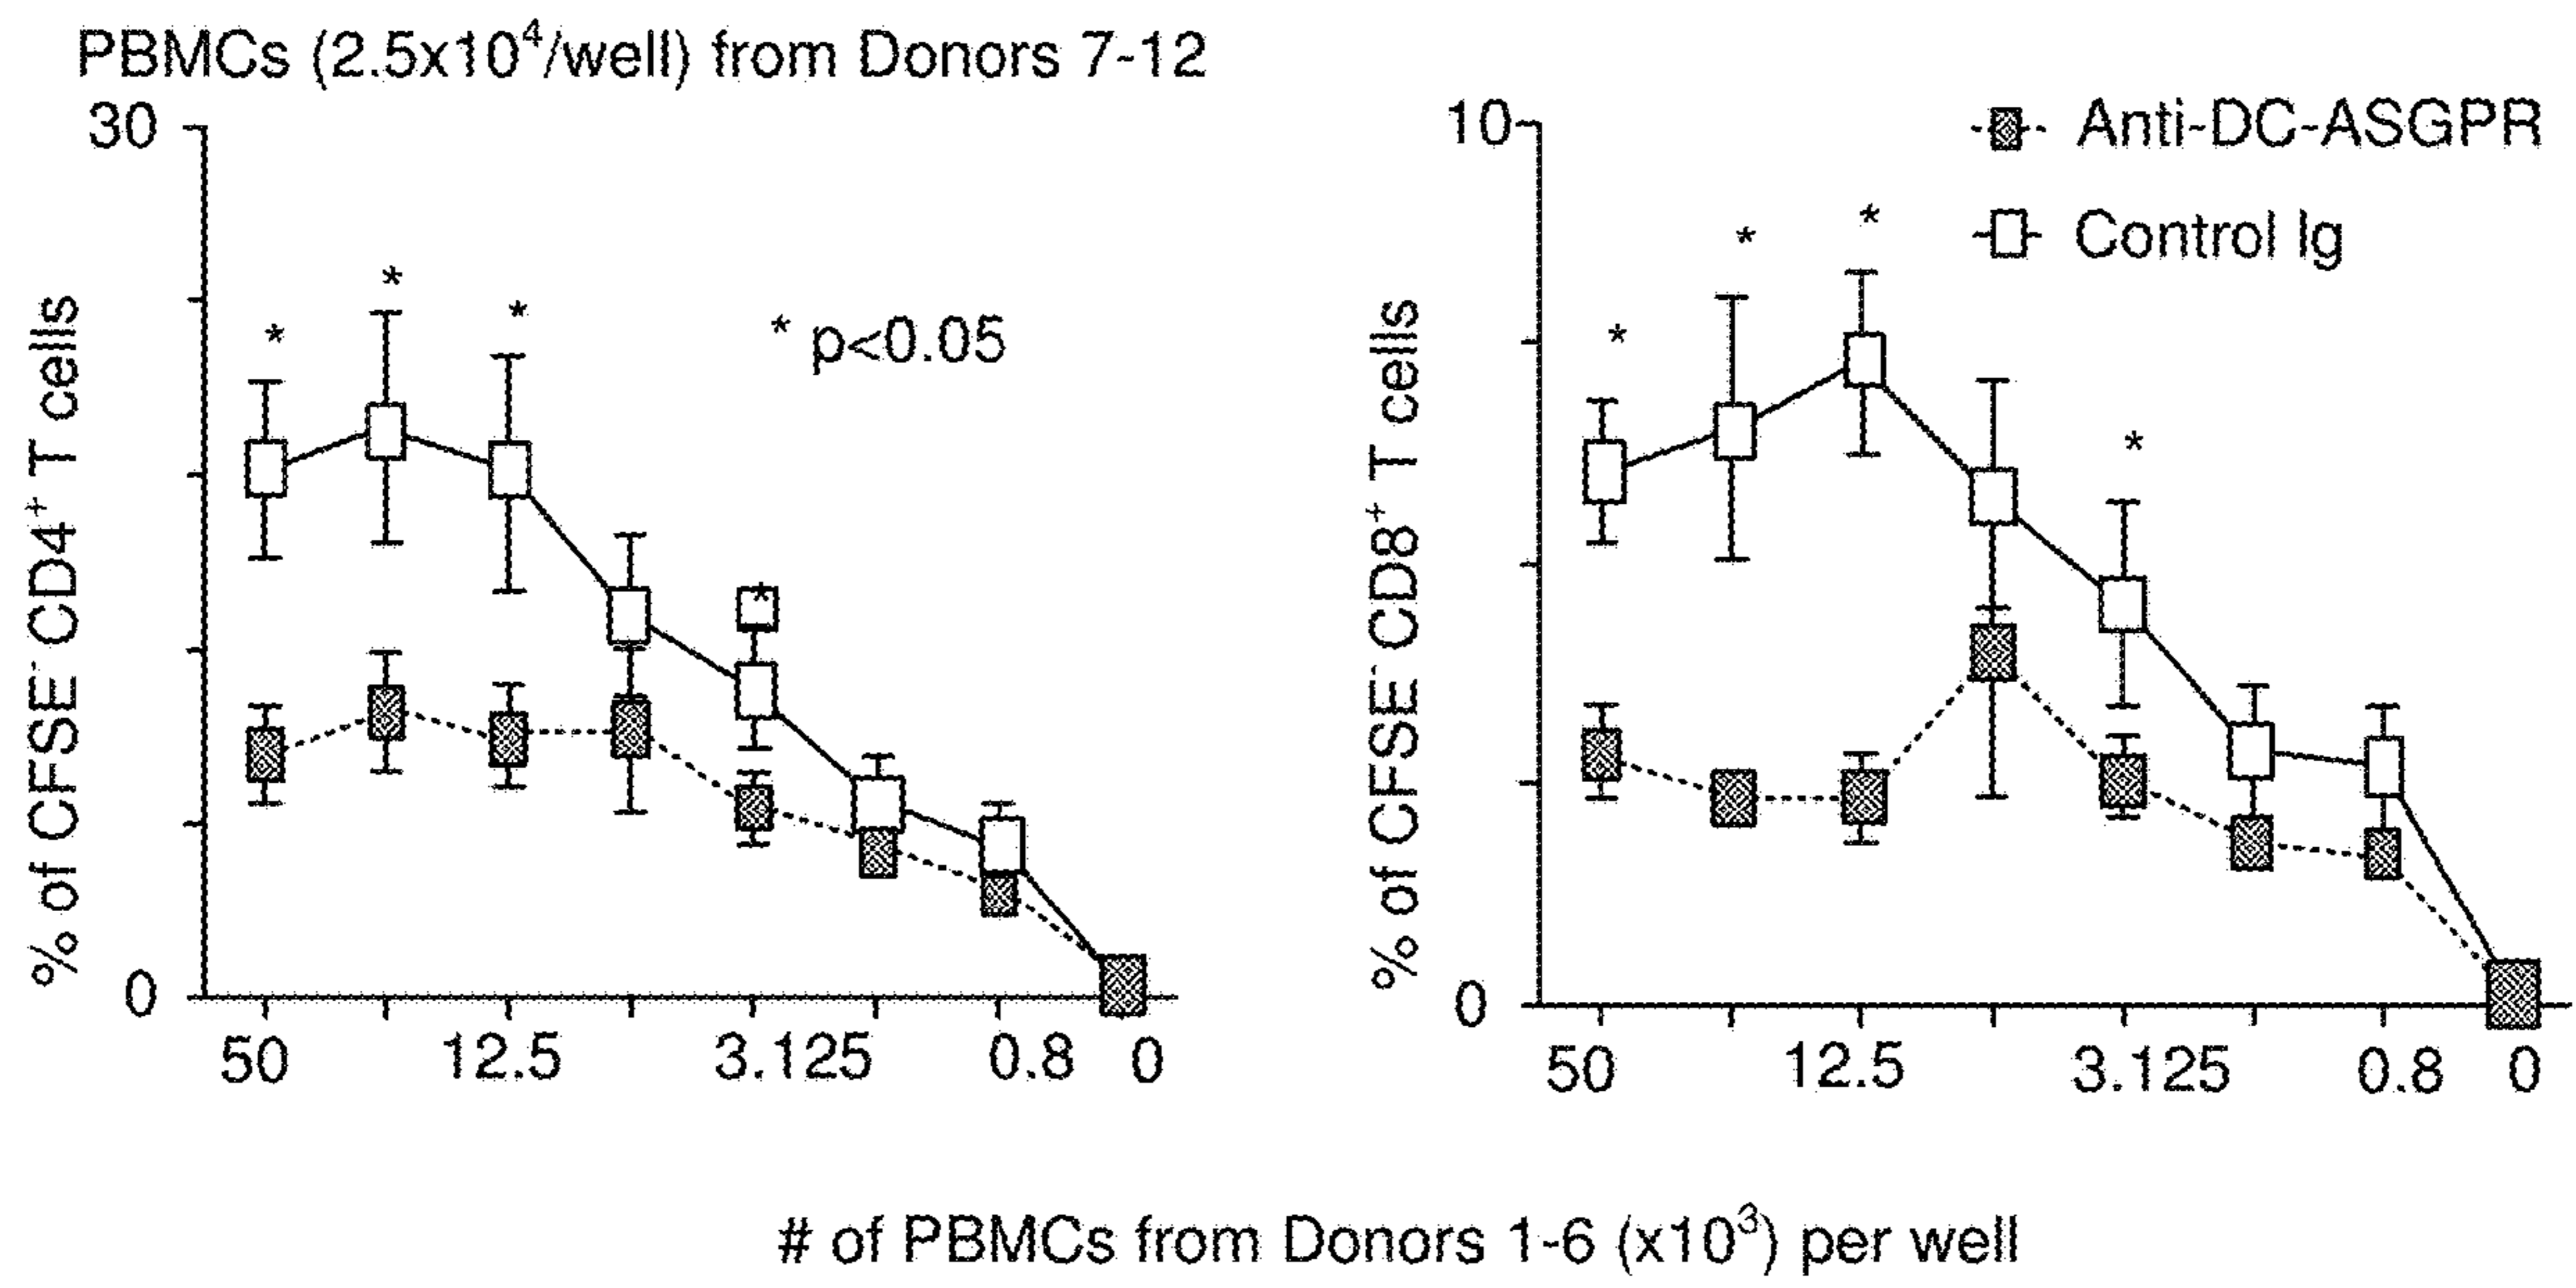 PBMCs (2.5x10⁴/well) from Donors 7-12
30
% of CFSE⁻ CD4⁺ T cells
* * *
* p<0.05
*
0
50 12.5 3.125 0.8 0
10
Anti-DC-ASGPR
Control Ig
% of CFSE⁻ CD8⁺ T cells
* * * *
0
50 12.5 3.125 0.8 0
# of PBMCs from Donors 1-6 (x10³) per well